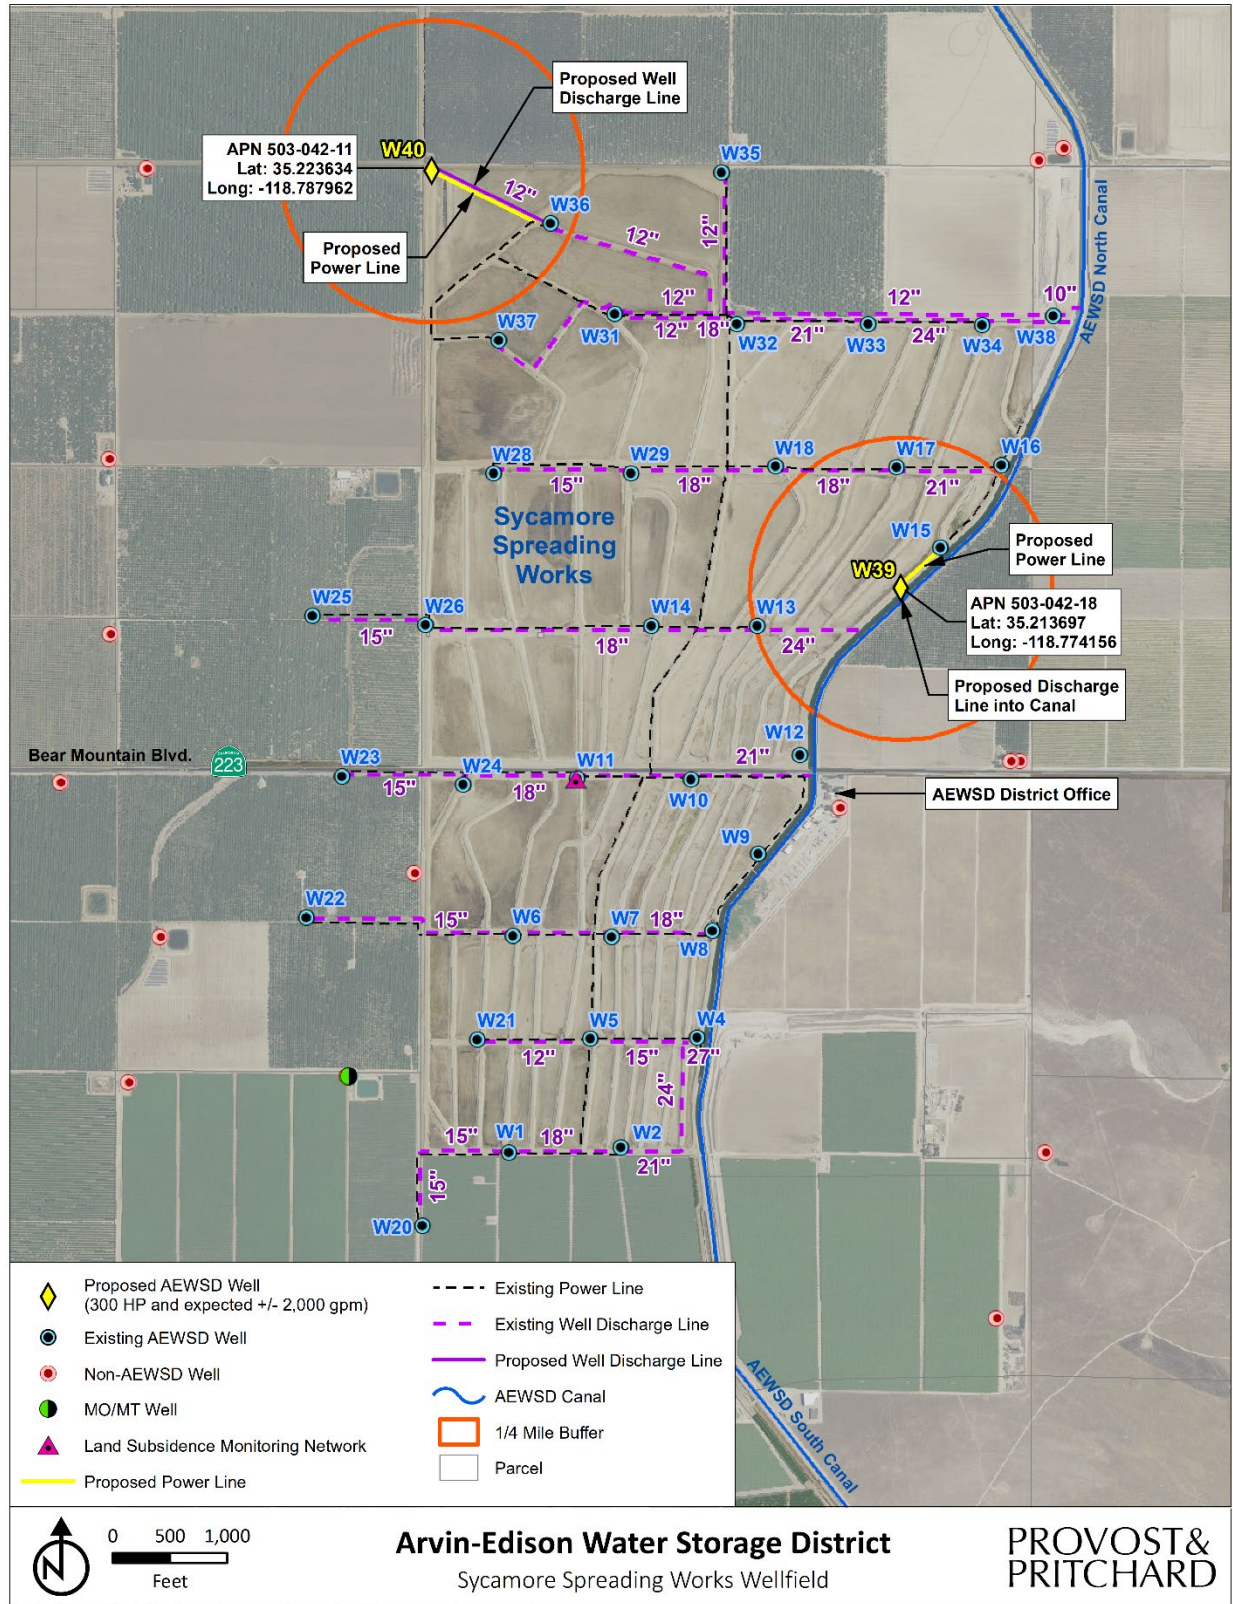 Proposed Well
Discharge Line
W40
APN 503-042-11
Lat: 35.223634
Long: -118.787962
W35
12"
W36
12"
12"
Proposed
Power Line
AEWSD North Canal
12"
12"
10"
W37
W31
12"
18"
W32
21"
W33
24"
W34
W38
W28
W29
W18
W17
W16
15"
18"
18"
21"
Sycamore
Spreading
Works
W15
Proposed
Power Line
W39
APN 503-042-18
Lat: 35.213697
Long: -118.774156
W25
W26
W14
W13
15"
18"
24"
Proposed Discharge
Line into Canal
W12
Bear Mountain Blvd.
CALIFORNIA
223
W23
W24
W11
21"
15"
18"
W10
AEWSD District Office
W9
W22
15"
W6
W7
18"
W8
W21
W5
W4
12"
15"
27"
24"
15"
W1
18"
W2
21"
15"
W20
Proposed AEWSD Well
(300 HP and expected +/- 2,000 gpm)
Existing AEWSD Well
Non-AEWSD Well
MO/MT Well
Land Subsidence Monitoring Network
Proposed Power Line
Existing Power Line
Existing Well Discharge Line
Proposed Well Discharge Line
AEWSD Canal
1/4 Mile Buffer
Parcel
AEWSD South Canal
N
0 500 1,000
Feet
Arvin-Edison Water Storage District
Sycamore Spreading Works Wellfield
PROVOST&
PRITCHARD